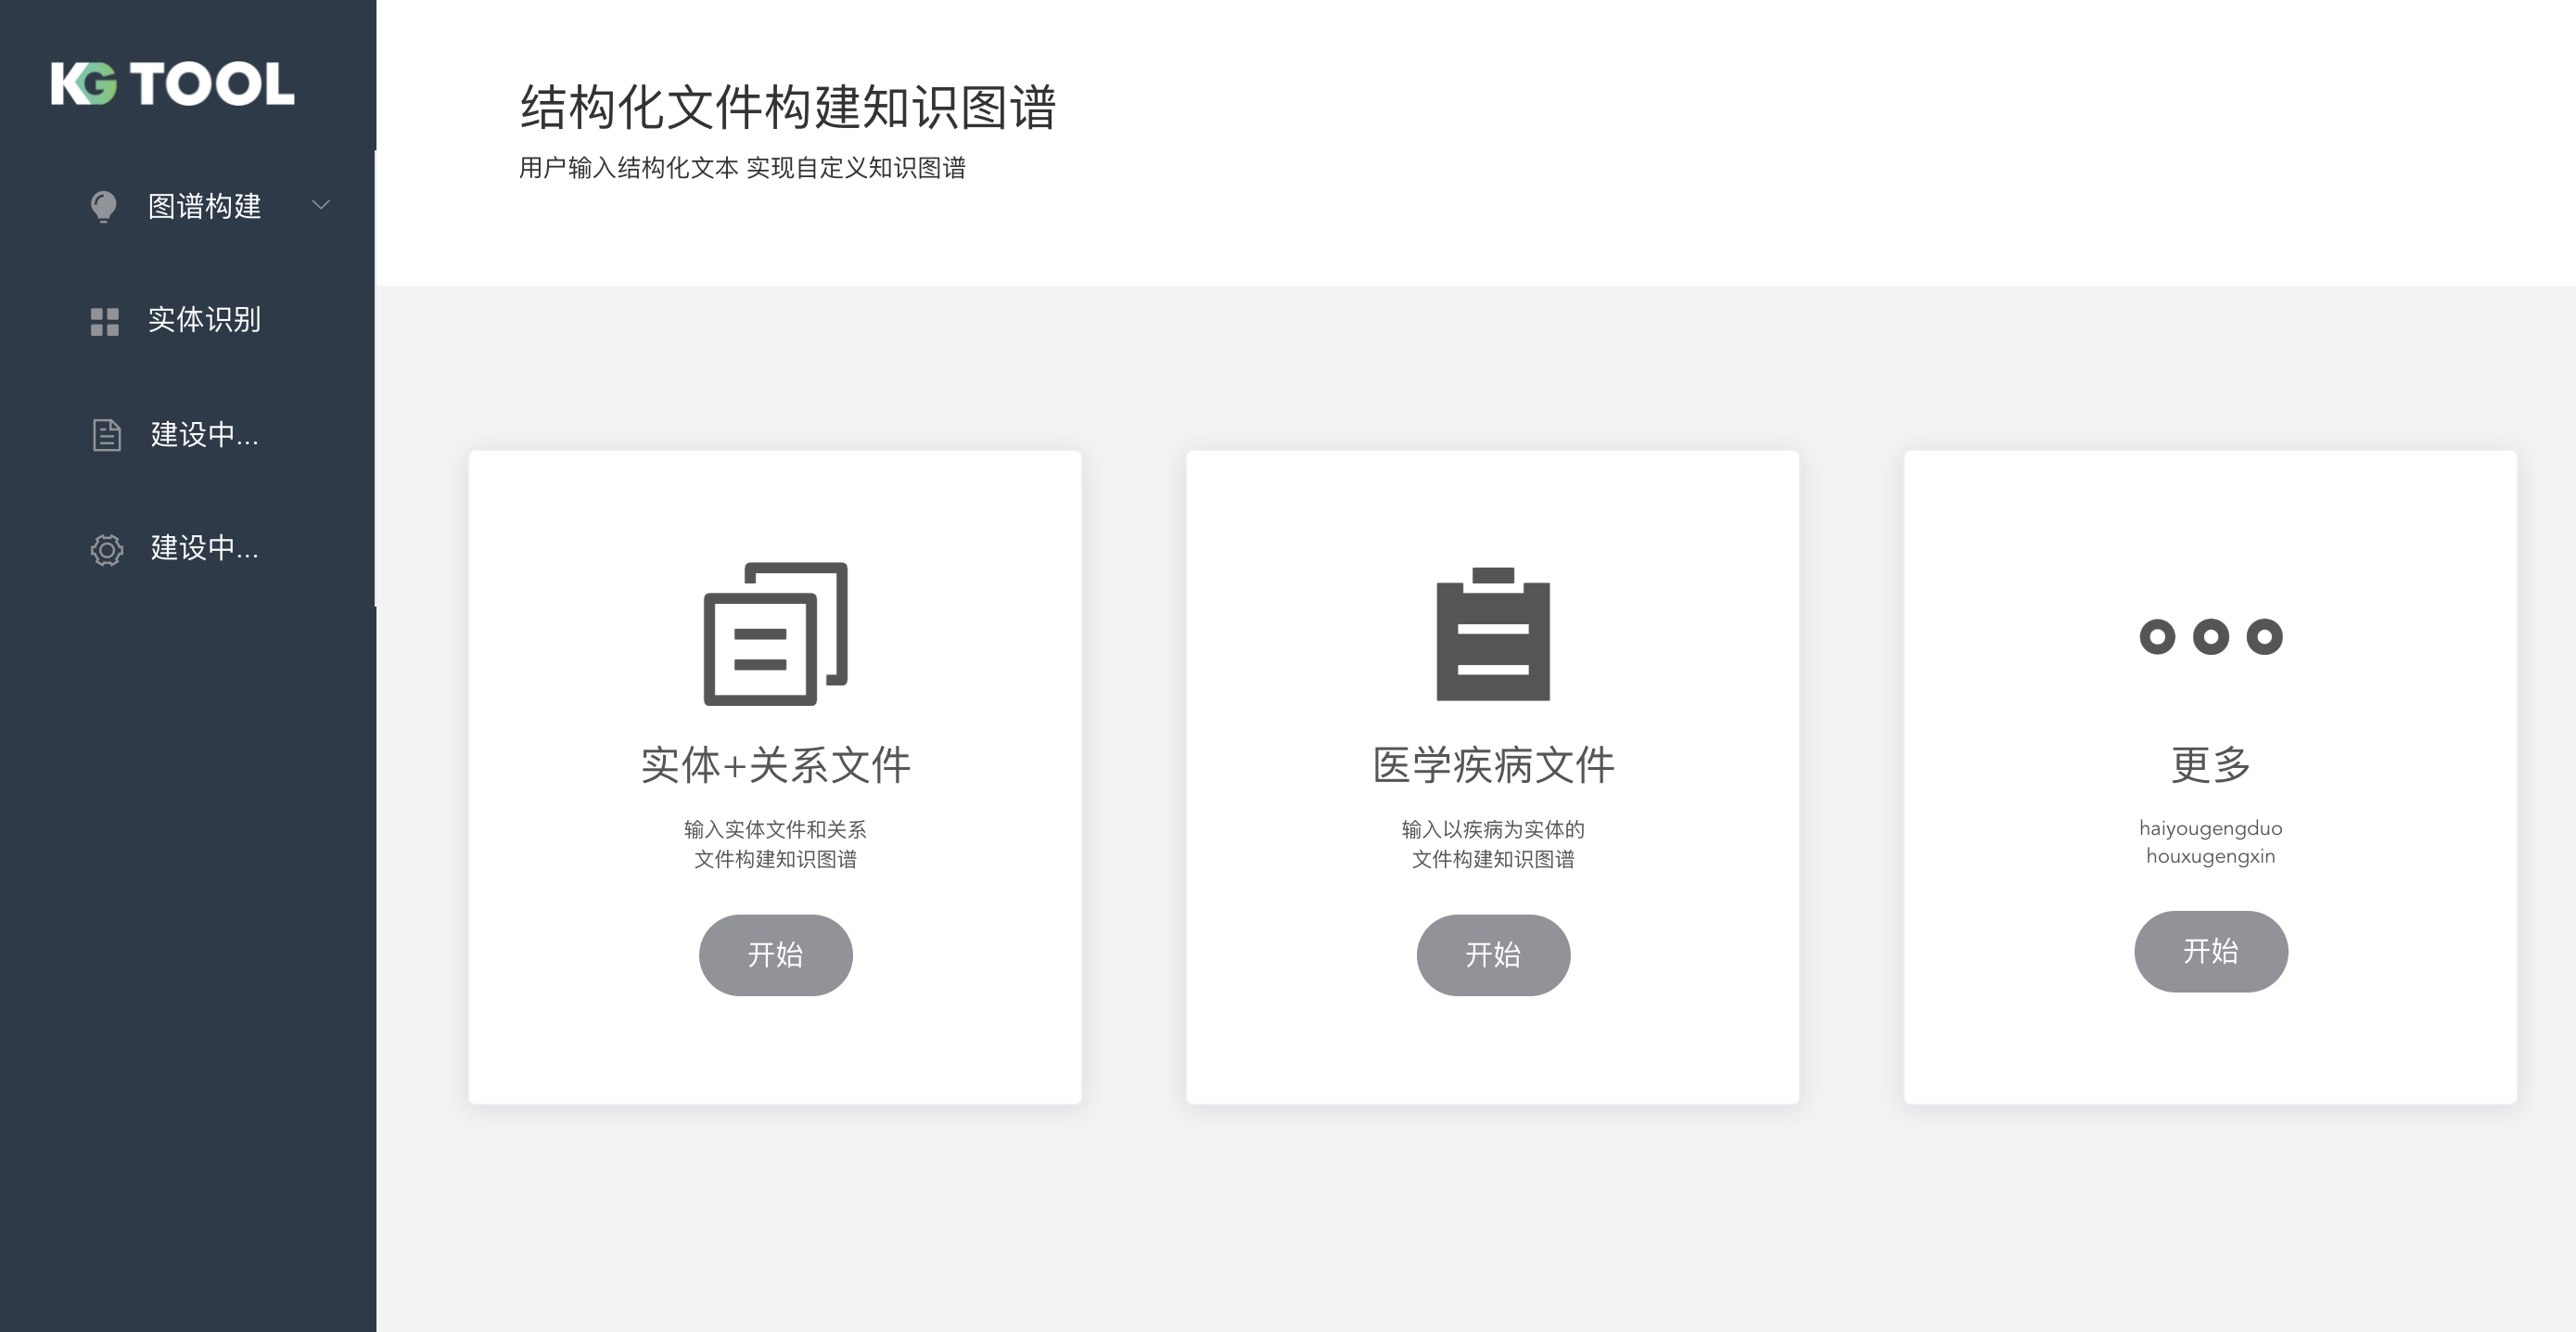 KG TOOL
图谱构建
实体识别
建设中...
建设中...
结构化文件构建知识图谱
用户输入结构化文本 实现自定义知识图谱
实体+关系文件
输入实体文件和关系
文件构建知识图谱
开始
医学疾病文件
输入以疾病为实体的
文件构建知识图谱
开始
更多
haiyougengduo
houxugengxin
开始